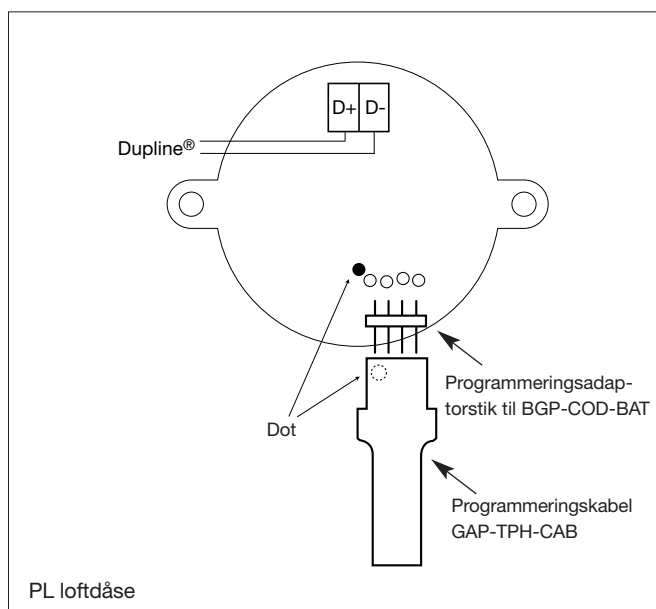 D+ D-
Dupline®
Programmeringsadap-
torstik til BGP-COD-BAT
Dot
Programmeringskabel
GAP-TPH-CAB
PL loftdåse